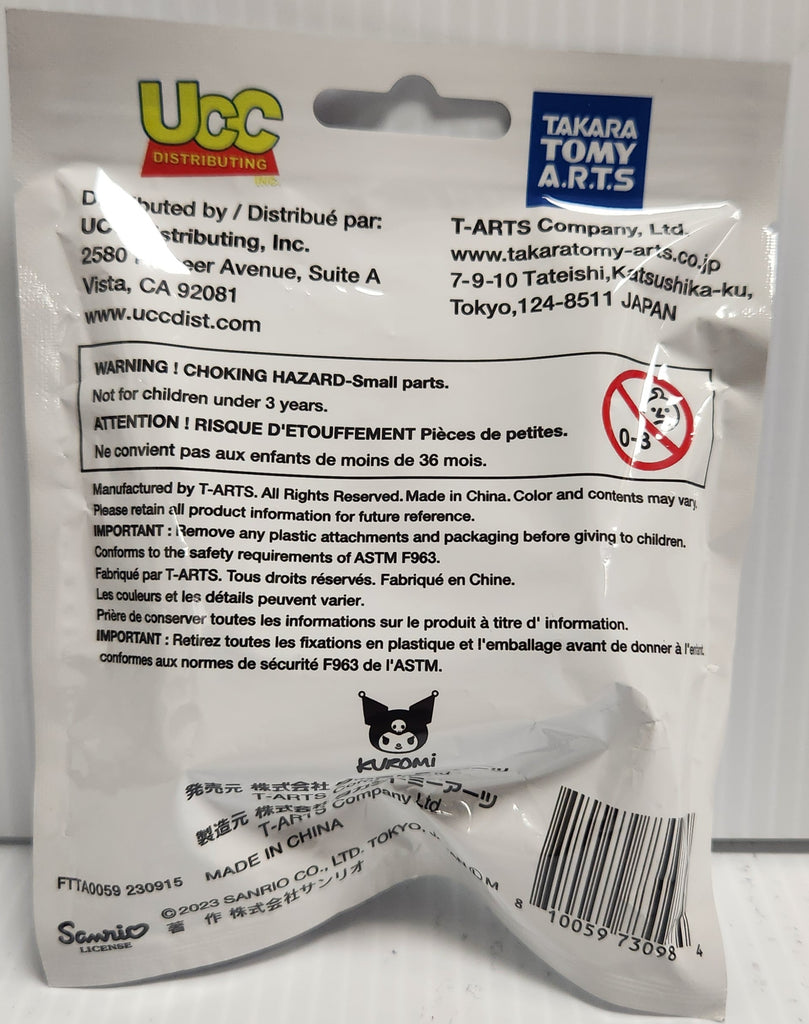 UCC
DISTRIBUTING
INC.
TAKARA
TOMY
A.R.T.S
buted by / Distribué par:
UC stributing, Inc.
2580 eer Avenue, Suite A
Vista, CA 92081
www.uccdist.com
T-ARTS Company, Ltd.
www.takaratomy-arts.co.jp
7-9-10 Tateishi,Katsushika-ku,
Tokyo,124-8511 JAPAN
WARNING ! CHOKING HAZARD-Small parts.
Not for children under 3 years.
ATTENTION ! RISQUE D'ETOUFFEMENT Pièces de petites.
Ne convient pas aux enfants de moins de 36 mois.
0-3
Manufactured by T-ARTS. All Rights Reserved. Made in China. Color and contents may vary.
Please retain all product information for future reference.
IMPORTANT : Remove any plastic attachments and packaging before giving to children.
Conforms to the safety requirements of ASTM F963.
Fabriqué par T-ARTS. Tous droits réservés. Fabriqué en Chine.
Les couleurs et les détails peuvent varier.
Prière de conserver toutes les informations sur le produit à titre d' information.
IMPORTANT : Retirez toutes les fixations en plastique et l'emballage avant de donner à l'enfant.
conformes aux normes de sécurité F963 de l'ASTM.
KUROMI
発売元 株式会社
T-ARTS Company Ltd
製造元 株式会社
T-ARTS
MADE IN CHINA
FTTA0059 230915
©2023 SANRIO CO., LTD. TOKYO,
著 作 株式会社サンリオ
Sanrio
LICENSE
8 10059 73098 4